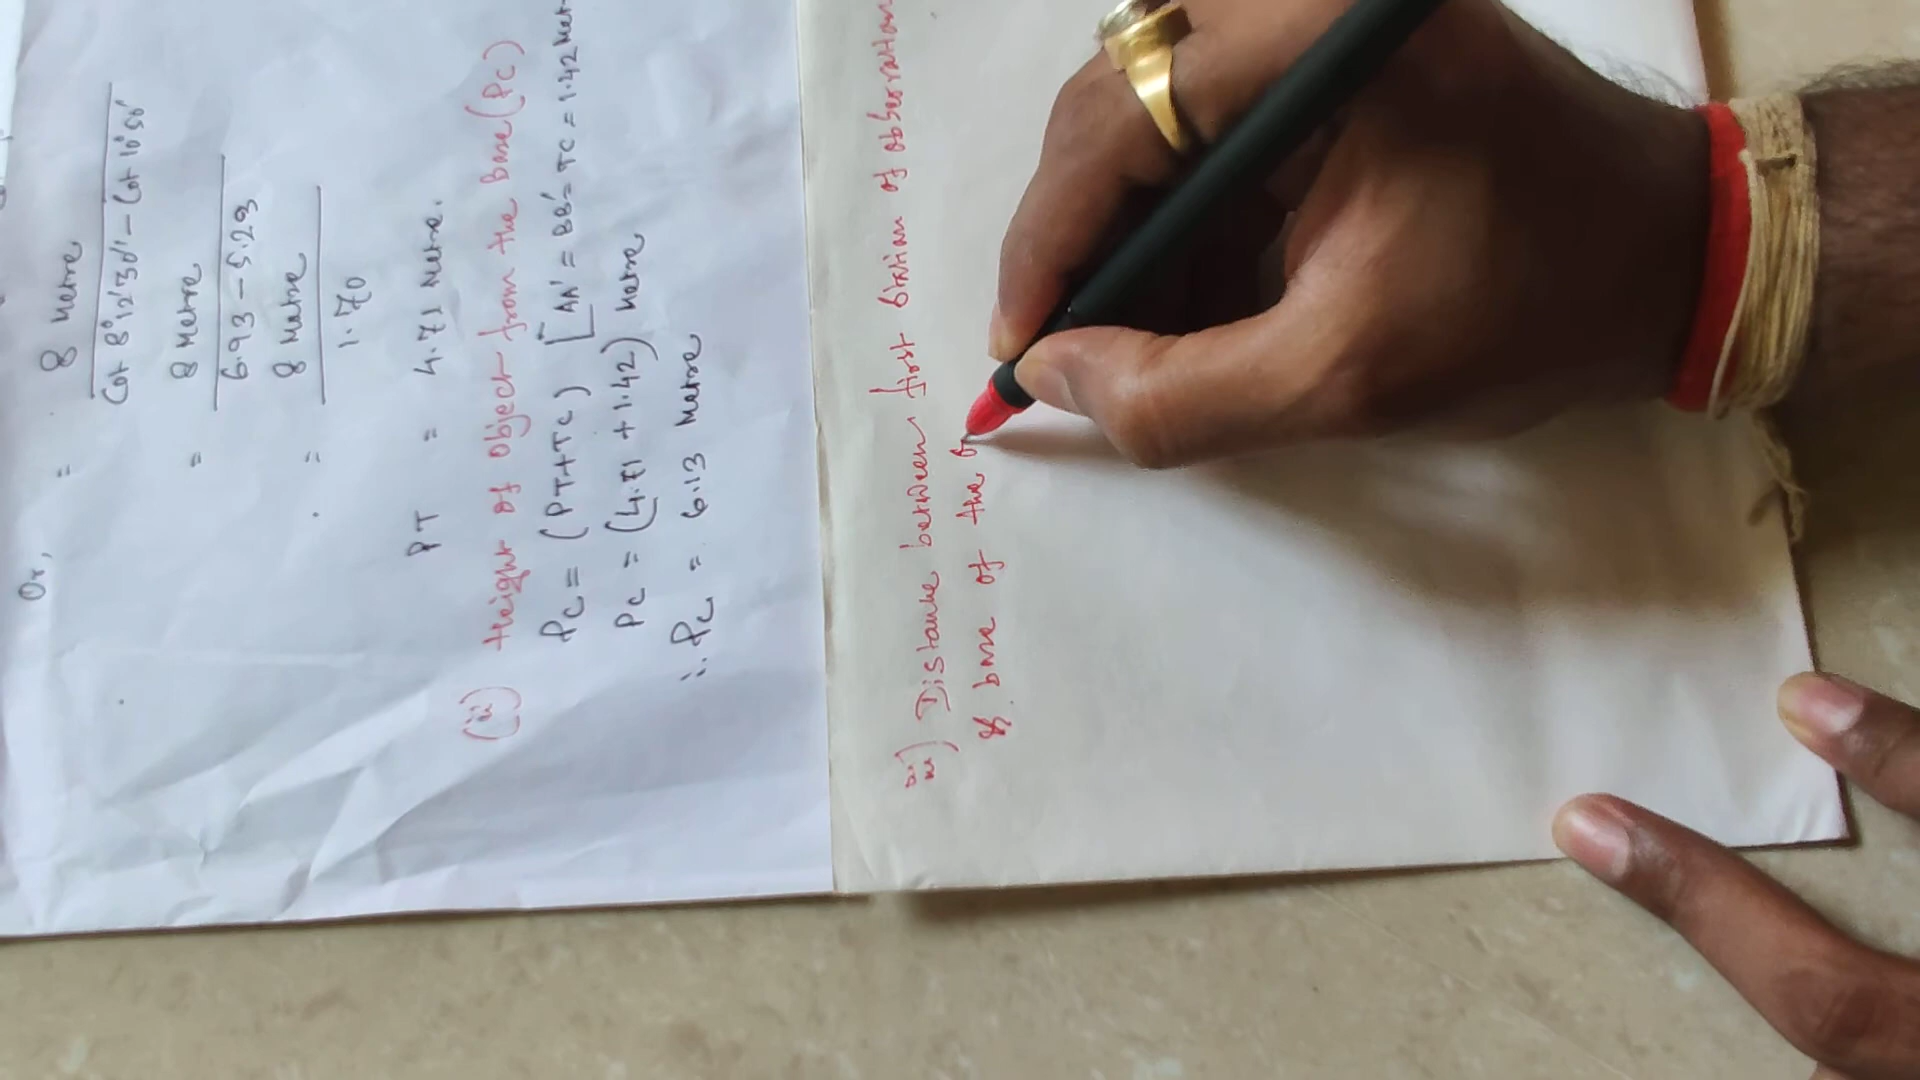 Or,
= 8 Metre
Cot 8°12'30" - Cot 10°50'
= 8 Metre
6.93 - 5.23
= 8 Metre
1.70
PT = 4.71 Metre.
(ii) Height of Object from the Base (PC)
PC = (PT+TC) [AA' = BB' = TC = 1.42 Met
PC = (4.71 + 1.42) Metre
∴ PC = 6.13 Metre
iii) Distance between first Station of observation
& base of the